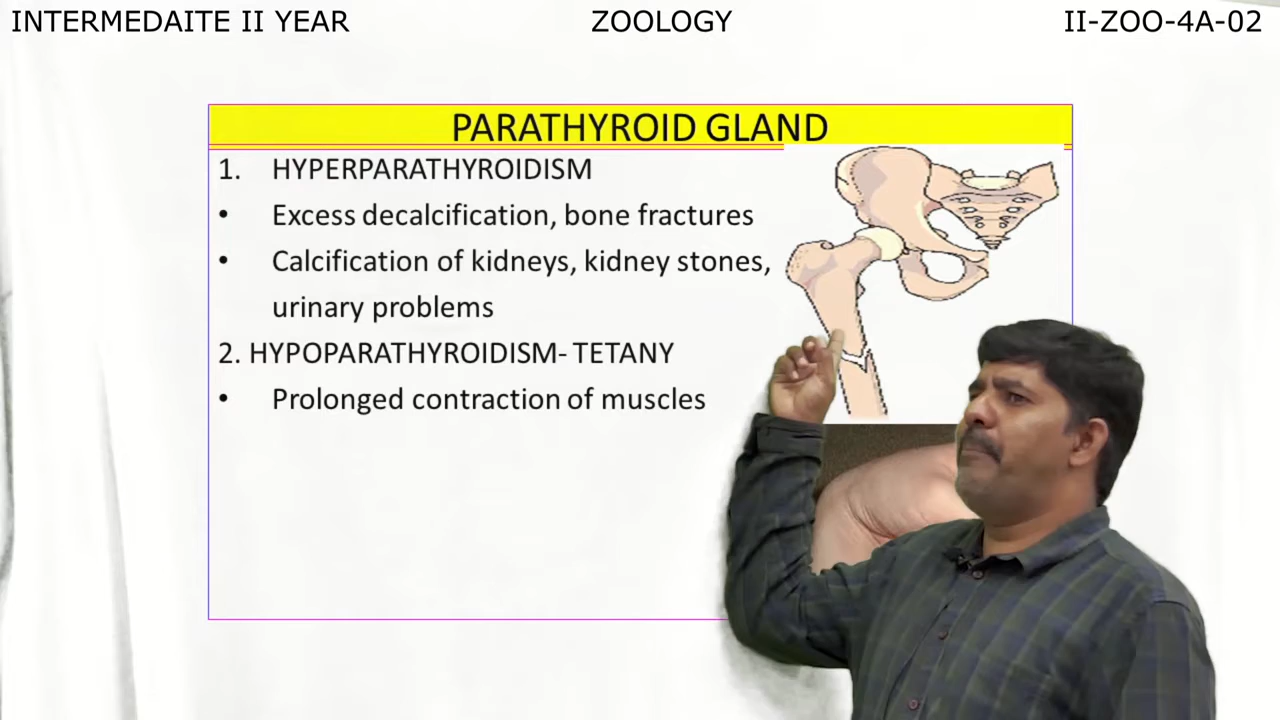 INTERMEDAITE II YEAR
ZOOLOGY
II-ZOO-4A-02
PARATHYROID GLAND
1. HYPERPARATHYROIDISM
• Excess decalcification, bone fractures
• Calcification of kidneys, kidney stones,
urinary problems
2. HYPOPARATHYROIDISM- TETANY
• Prolonged contraction of muscles